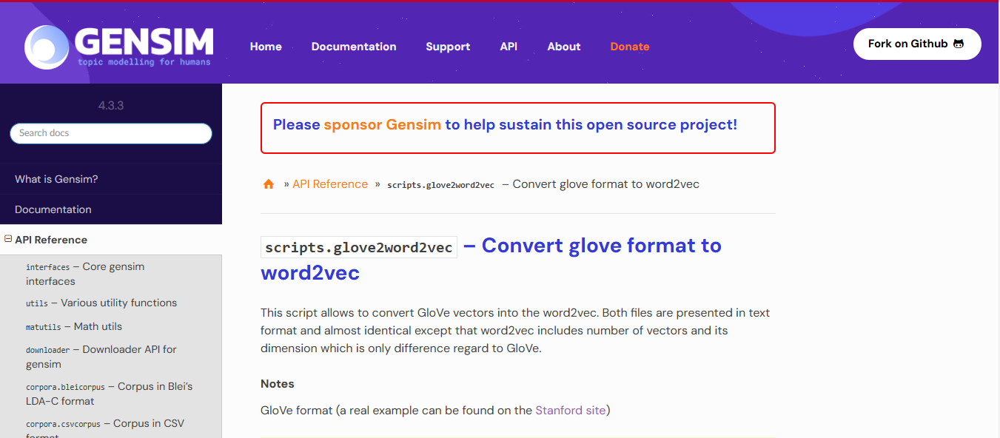 GENSIM
topic modelling for humans
Home Documentation Support API About Donate
Fork on Github
4.3.3
Search docs
What is Gensim?
Documentation
API Reference
interfaces – Core gensim
interfaces
utils – Various utility functions
matutils – Math utils
downloader – Downloader API for
gensim
corpora.bleicorpus – Corpus in Blei’s
LDA-C format
corpora.csvcorpus – Corpus in CSV
format
Please sponsor Gensim to help sustain this open source project!
» API Reference » scripts.glove2word2vec – Convert glove format to word2vec
scripts.glove2word2vec – Convert glove format to
word2vec
This script allows to convert GloVe vectors into the word2vec. Both files are presented in text
format and almost identical except that word2vec includes number of vectors and its
dimension which is only difference regard to GloVe.
Notes
GloVe format (a real example can be found on the Stanford site)